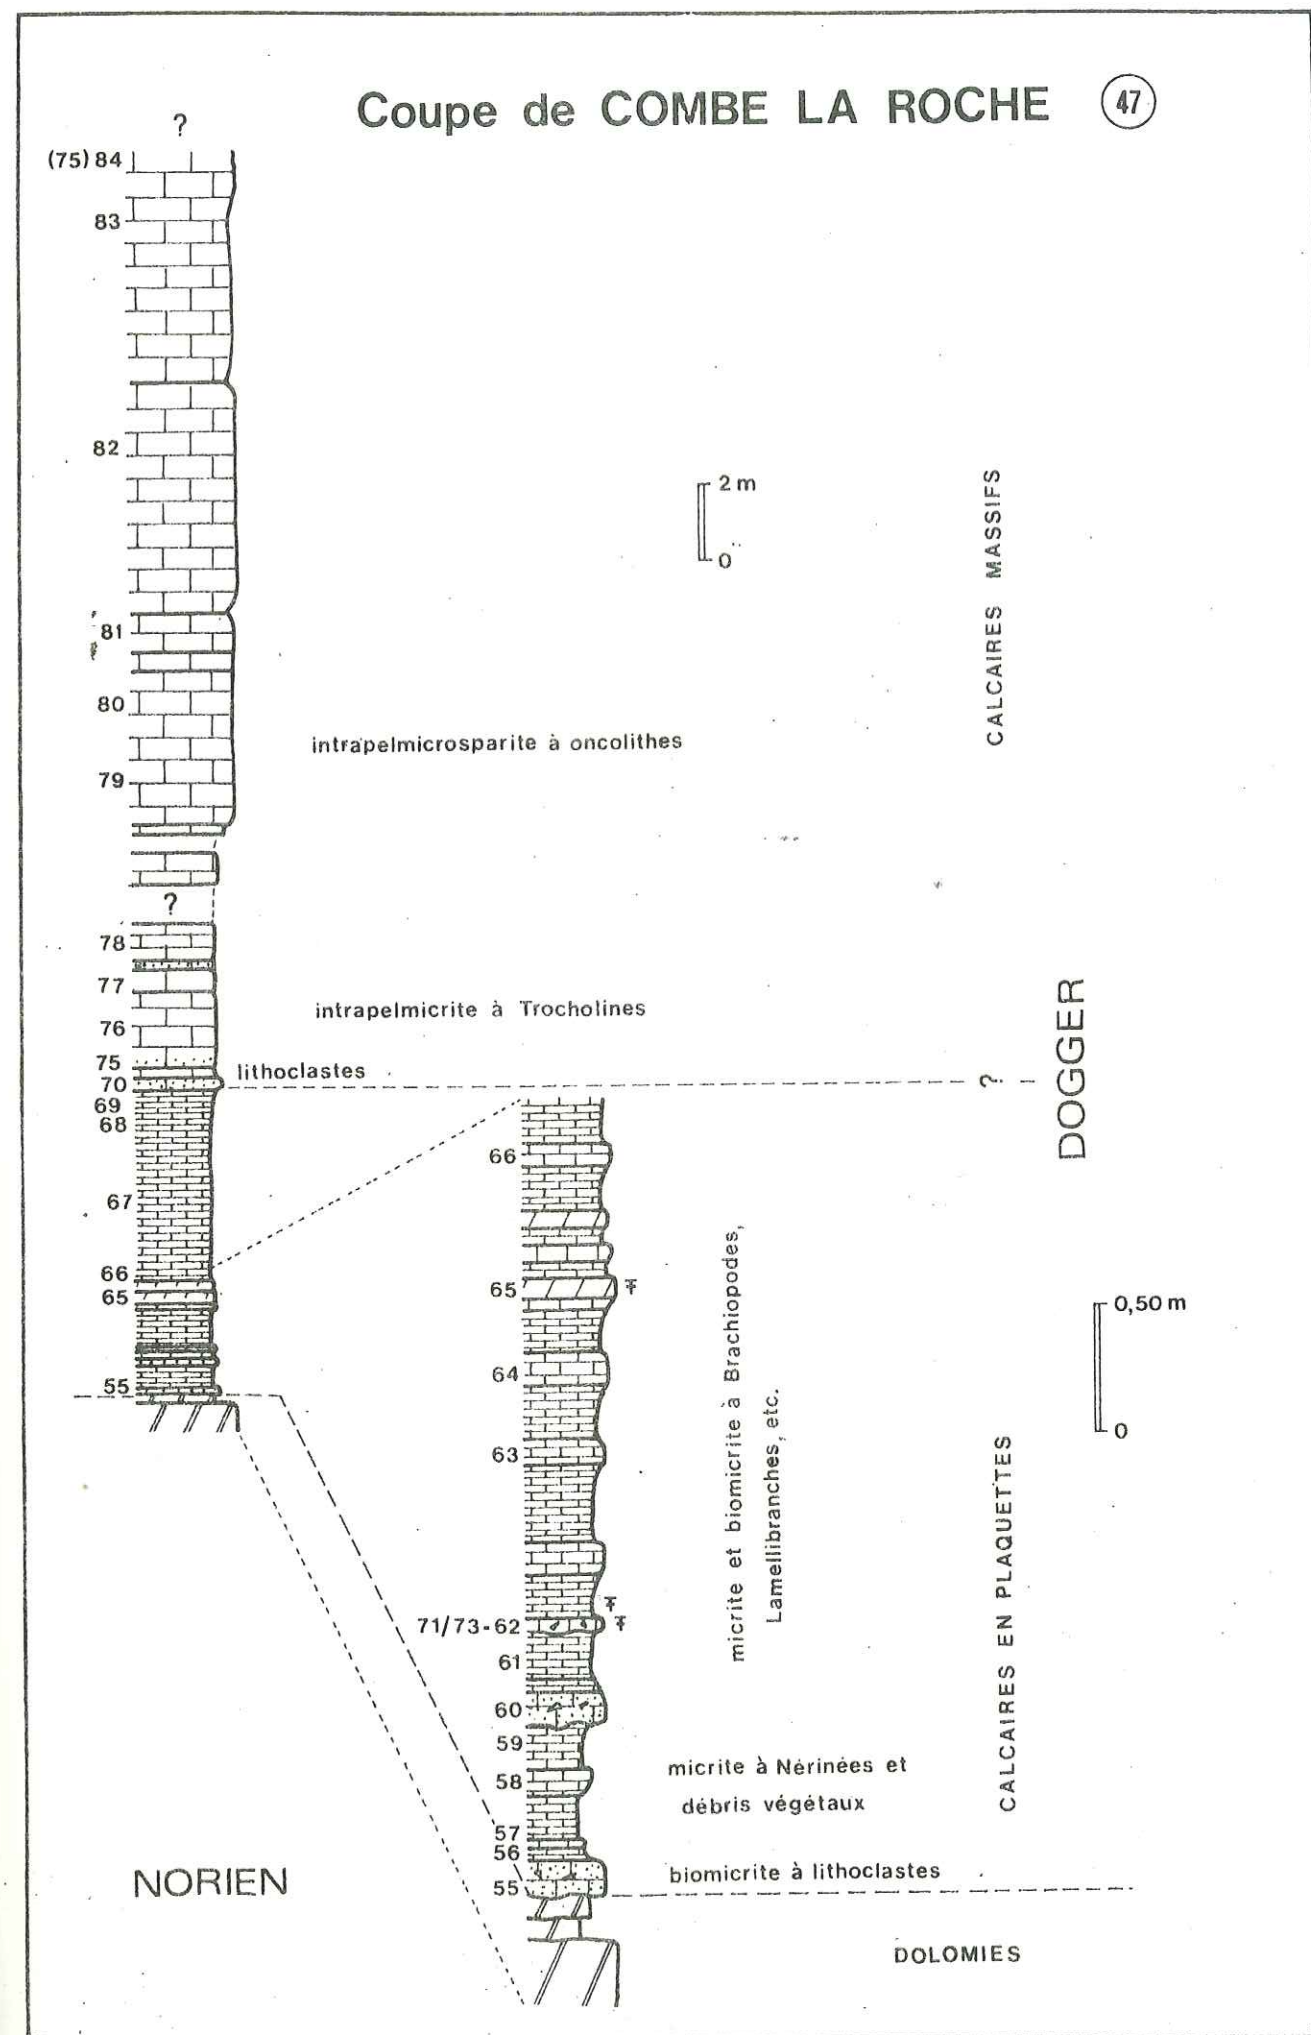 Coupe de COMBE LA ROCHE 47
?
(75) 84
83
82
2 m
0
CALCAIRES MASSIFS
81
80
intrapelmicrosparite à oncolithes
79
?
78
77
intrapelmicrite à Trocholines
76
75
lithoclastes
70
?
DOGGER
69
68
67
66
65
55
66
65
64
63
71/73-62
61
60
59
58
57
56
55
micrite et biomicrite à Brachiopodes,
Lamellibranches, etc.
0,50 m
0
CALCAIRES EN PLAQUETTES
micrite à Nérinées et
débris végétaux
biomicrite à lithoclastes
NORIEN
DOLOMIES